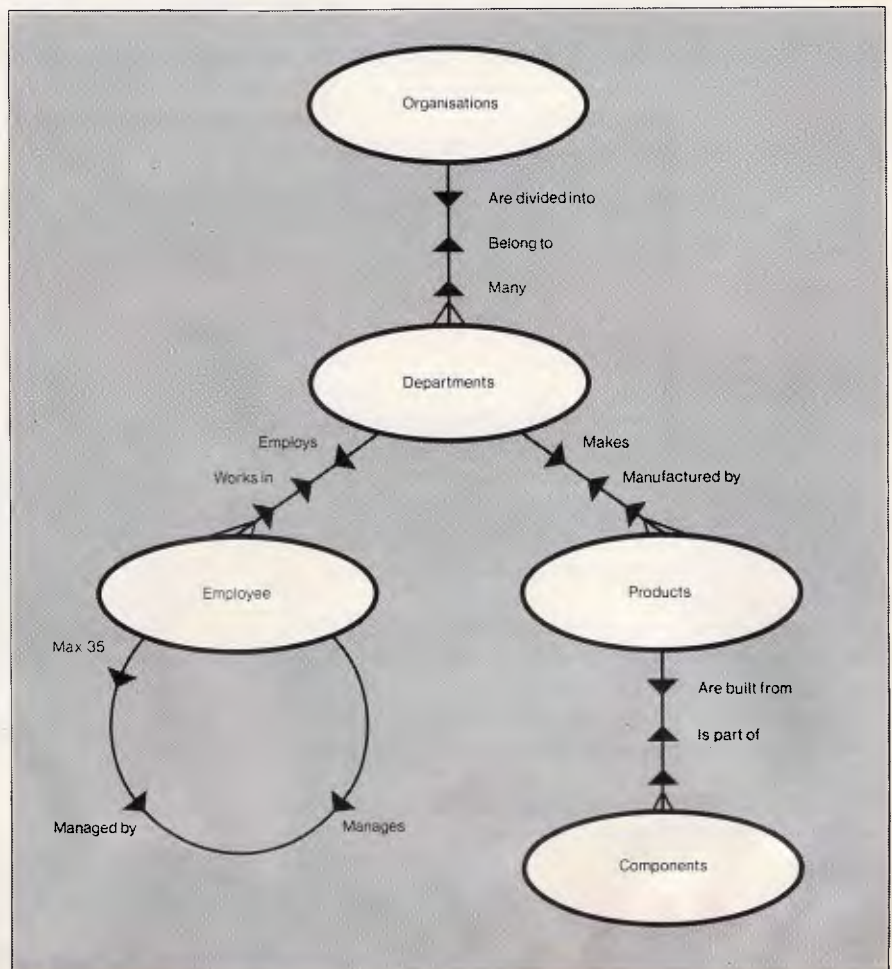 Organisations
Are divided into
Belong to
Many
Departments
Employs
Makes
Works in
Manufactured by
Employee
Products
Max 35
Are built from
Is part of
Managed by
Manages
Components